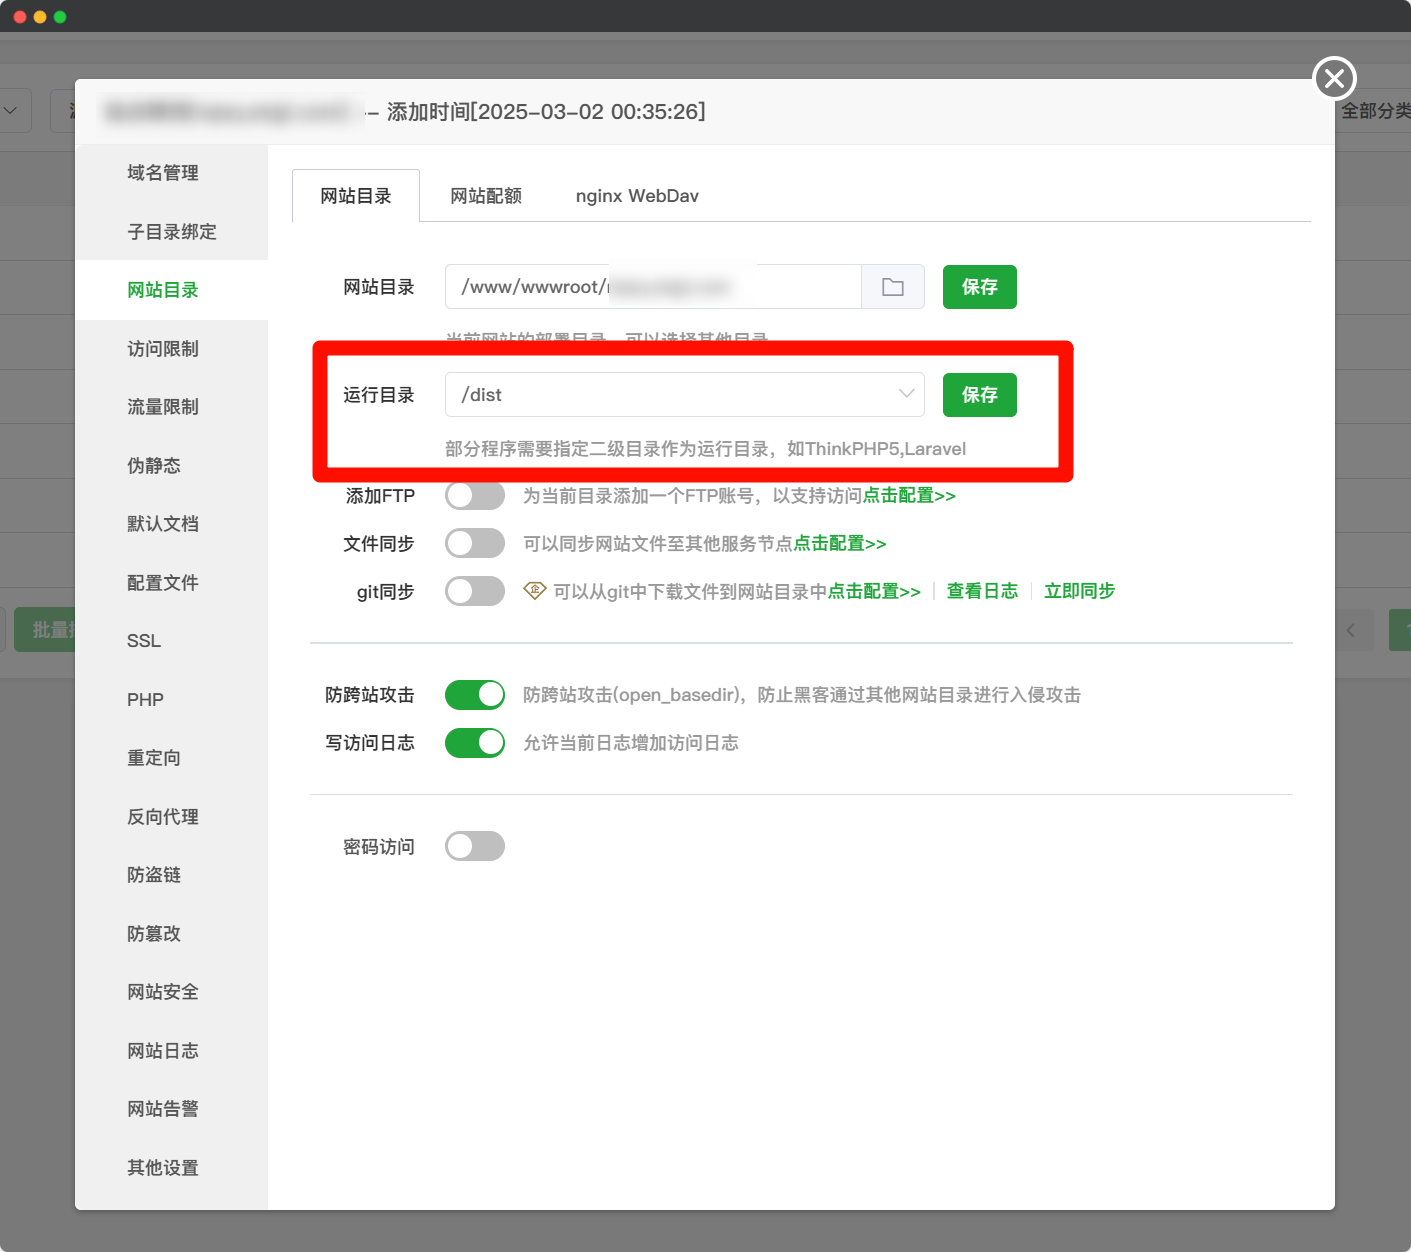 全部分类
-- 添加时间[2025-03-02 00:35:26]
域名管理
子目录绑定
网站目录
访问限制
流量限制
伪静态
默认文档
配置文件
SSL
PHP
重定向
反向代理
防盗链
防篡改
网站安全
网站日志
网站告警
其他设置
批量
网站目录 网站配额 nginx WebDav
网站目录 /www/wwwroot/ 保存
当前网站的部署目录，可以选择其他目录
运行目录 /dist 保存
部分程序需要指定二级目录作为运行目录，如ThinkPHP5,Laravel
添加FTP 为当前目录添加一个FTP账号，以支持访问点击配置>>
文件同步 可以同步网站文件至其他服务节点点击配置>>
git同步 企 可以从git中下载文件到网站目录中点击配置>> 查看日志 立即同步
防跨站攻击 防跨站攻击(open_basedir)，防止黑客通过其他网站目录进行入侵攻击
写访问日志 允许当前日志增加访问日志
密码访问